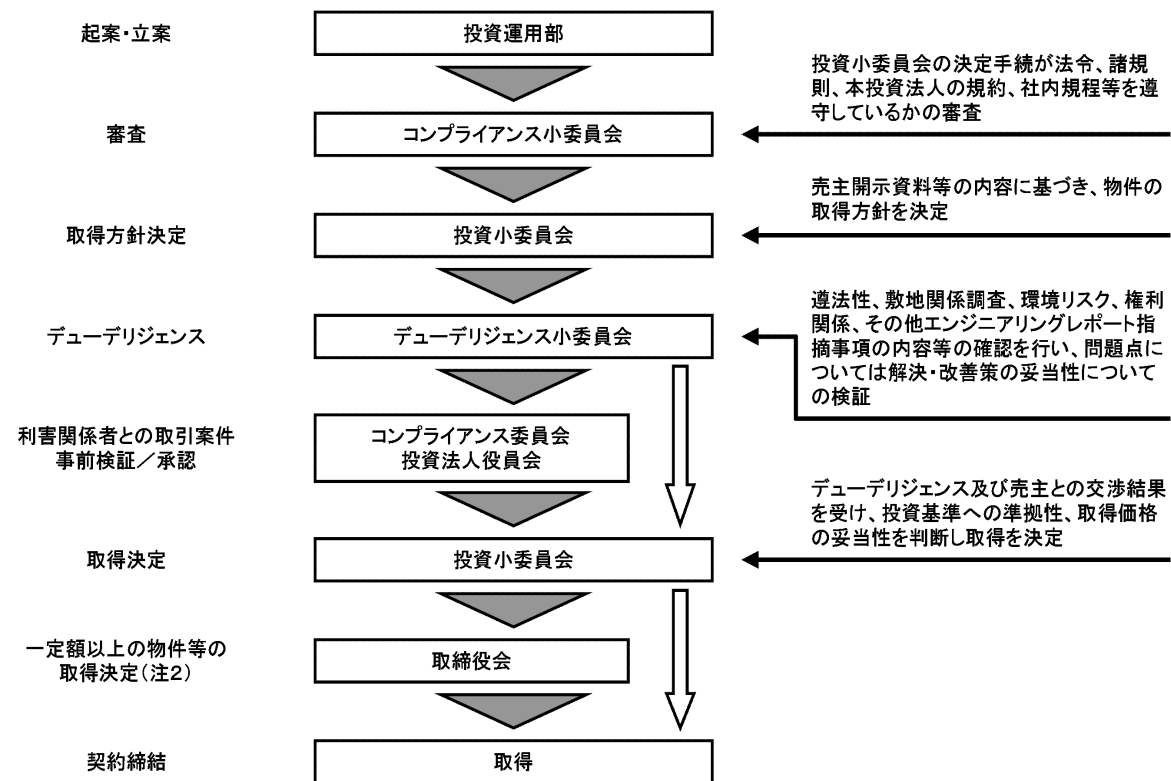 起案・立案
投資運用部
投資小委員会の決定手続が法令、諸規
則、本投資法人の規約、社内規程等を遵
守しているかの審査
審査
コンプライアンス小委員会
売主開示資料等の内容に基づき、物件の
取得方針を決定
取得方針決定
投資小委員会
遵法性、敷地関係調査、環境リスク、権利
関係、その他エンジニアリングレポート指
摘事項の内容等の確認を行い、問題点に
ついては解決・改善策の妥当性について
の検証
デューデリジェンス
デューデリジェンス小委員会
利害関係者との取引案件
事前検証／承認
コンプライアンス委員会
投資法人役員会
デューデリジェンス及び売主との交渉結果
を受け、投資基準への準拠性、取得価格
の妥当性を判断し取得を決定
取得決定
投資小委員会
一定額以上の物件等の
取得決定（注２）
取締役会
契約締結
取得